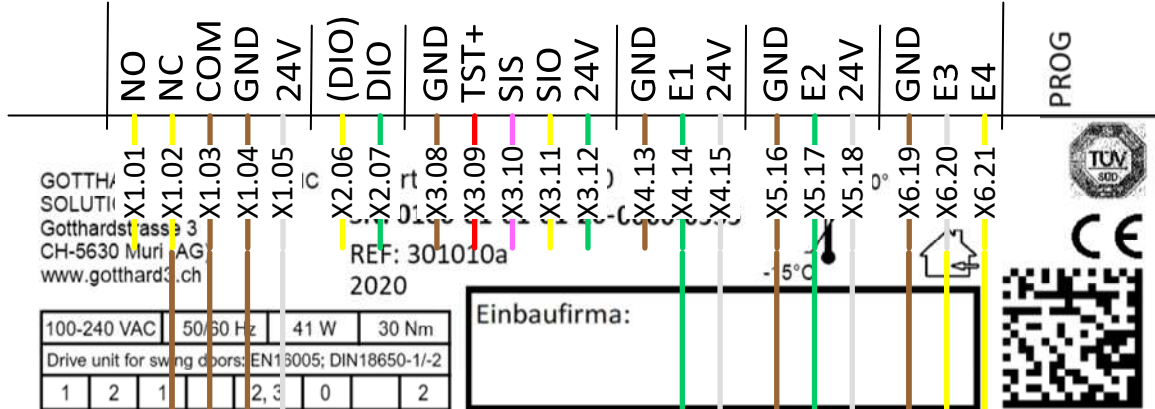 NO NC COM GND 24V (DIO) DIO GND TST+ SIS SIO 24V GND E1 24V GND E2 24V GND E3 E4 PROG
X1.01 X1.02 X1.03 X1.04 X1.05 X2.06 X2.07 X3.08 X3.09 X3.10 X3.11 X3.12 X4.13 X4.14 X4.15 X5.16 X5.17 X5.18 X6.19 X6.20 X6.21
Gotthardstrasse 3
CH-5630 Muri AG
www.gotthard3.ch
REF: 301010a
2020
-15°C
TÜV
SÜD
CE
Einbaufirma:
100-240 VAC 50/60 Hz 41 W 30 Nm
Drive unit for swing doors: EN16005; DIN18650-1/-2
1 2 1 2, 3 0 2